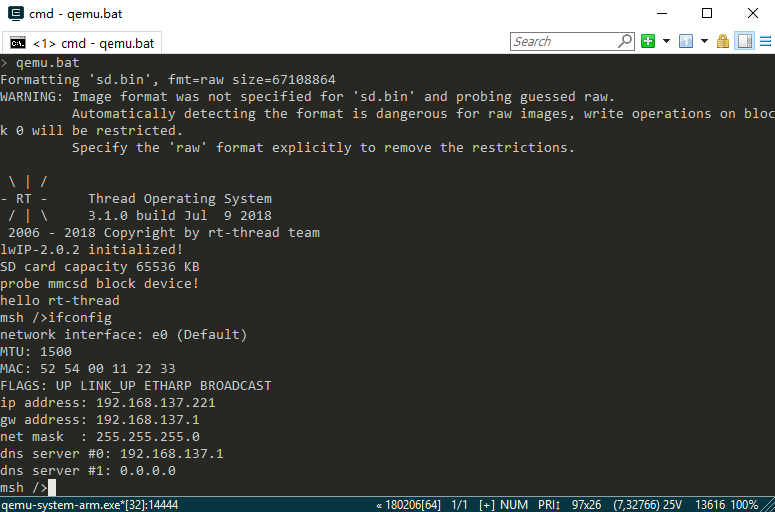 cmd - qemu.bat
<1> cmd - qemu.bat
Search
> qemu.bat
Formatting 'sd.bin', fmt=raw size=67108864
WARNING: Image format was not specified for 'sd.bin' and probing guessed raw.
         Automatically detecting the format is dangerous for raw images, write operations on bloc
k 0 will be restricted.
         Specify the 'raw' format explicitly to remove the restrictions.
 \ | /
- RT -     Thread Operating System
 / | \     3.1.0 build Jul  9 2018
 2006 - 2018 Copyright by rt-thread team
lwIP-2.0.2 initialized!
SD card capacity 65536 KB
probe mmcsd block device!
hello rt-thread
msh />ifconfig
network interface: e0 (Default)
MTU: 1500
MAC: 52 54 00 11 22 33
FLAGS: UP LINK_UP ETHARP BROADCAST
ip address: 192.168.137.221
gw address: 192.168.137.1
net mask  : 255.255.255.0
dns server #0: 192.168.137.1
dns server #1: 0.0.0.0
msh />
qemu-system-arm.exe*[32]:14444 « 180206[64] 1/1 [+] NUM PRI↕ 97x26 (7,32766) 25V 13616 100%